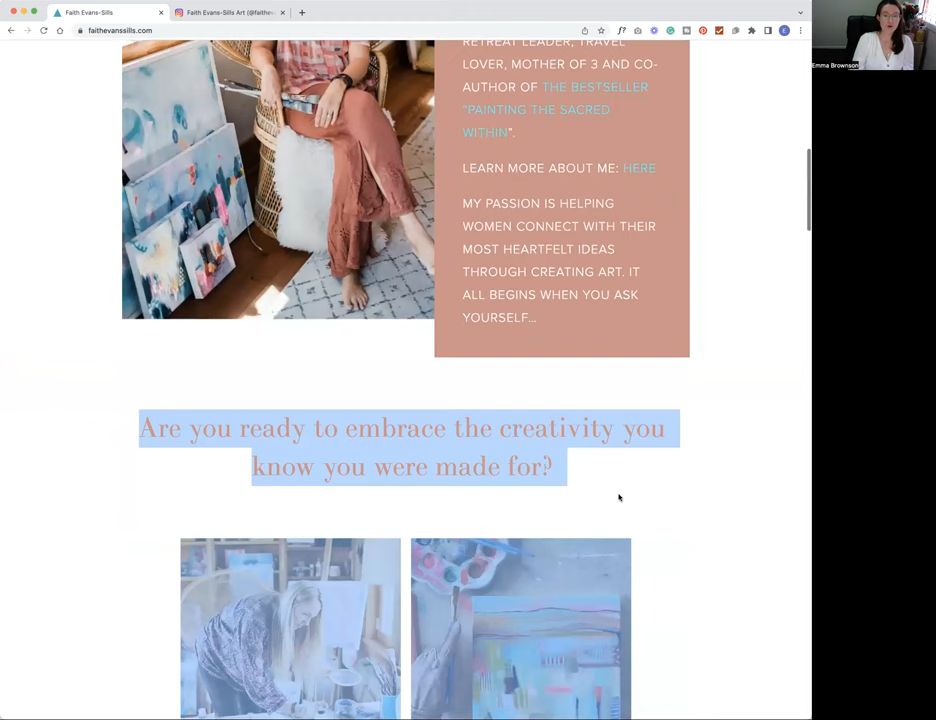 Faith Evans-Sills
Faith Evans-Sills Art (@faithev
faithevanssills.com
Emma Brownson
RETREAT LEADER, TRAVEL
LOVER, MOTHER OF 3 AND CO-
AUTHOR OF THE BESTSELLER
"PAINTING THE SACRED
WITHIN".
LEARN MORE ABOUT ME: HERE
MY PASSION IS HELPING
WOMEN CONNECT WITH THEIR
MOST HEARTFELT IDEAS
THROUGH CREATING ART. IT
ALL BEGINS WHEN YOU ASK
YOURSELF...
Are you ready to embrace the creativity you
know you were made for?